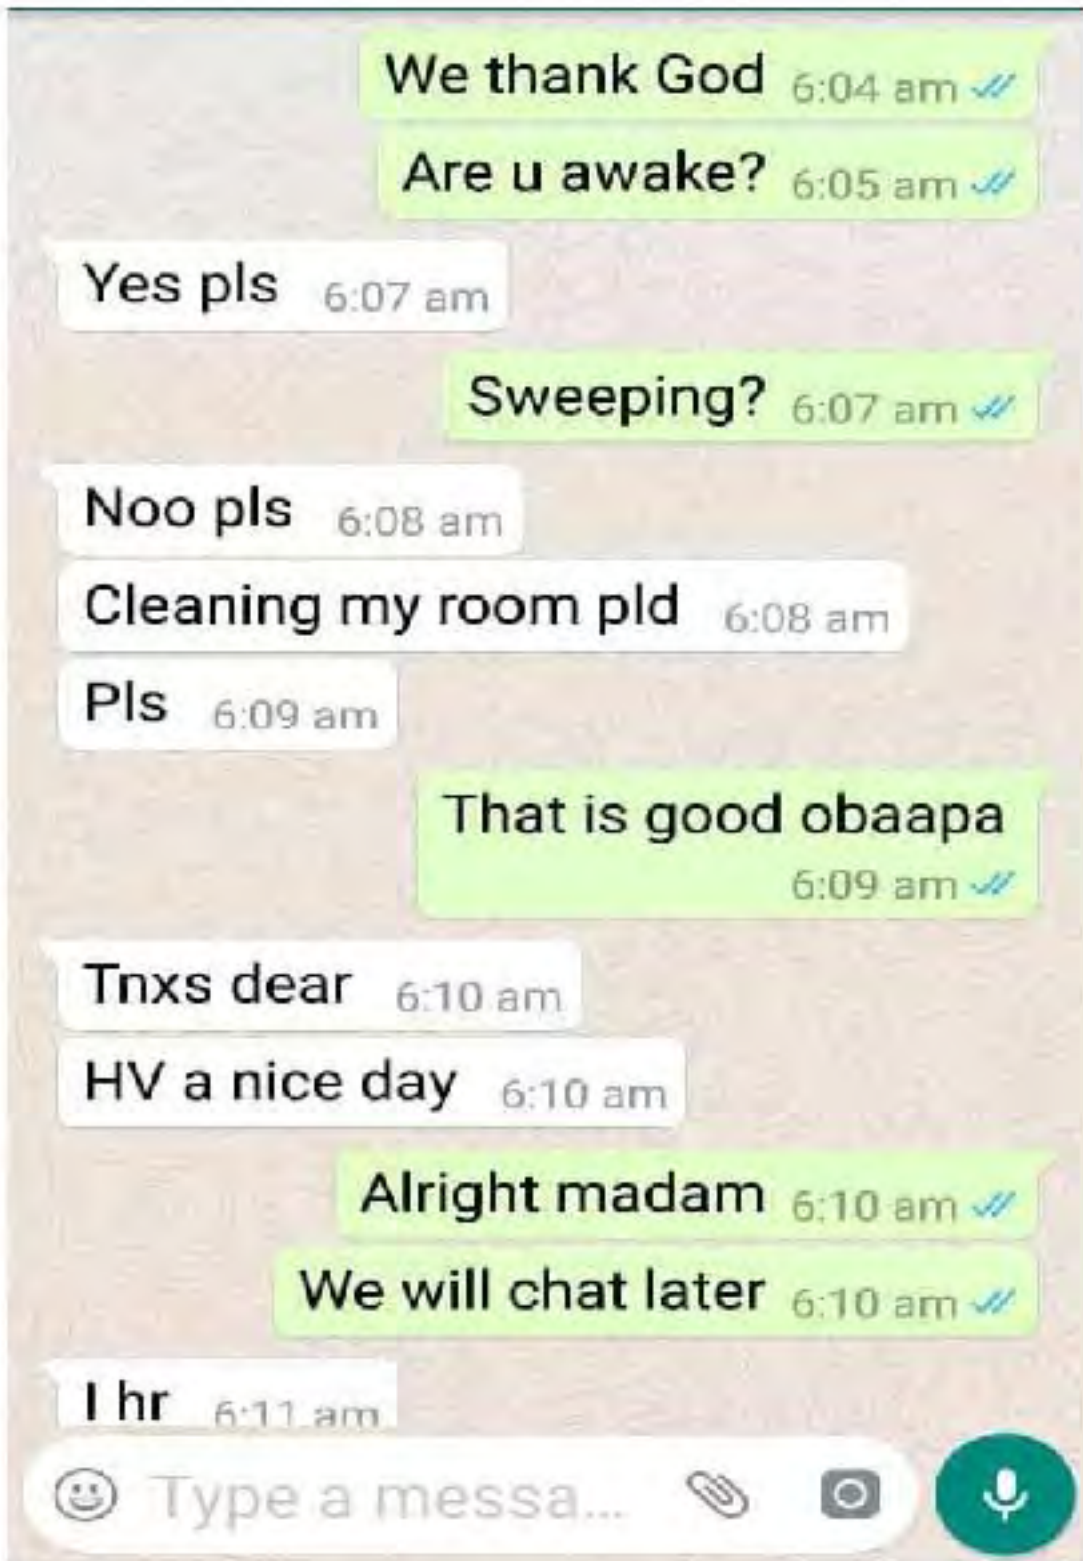 We thank God 6:04 am
Are u awake? 6:05 am
Yes pls 6:07 am
Sweeping? 6:07 am
Noo pls 6:08 am
Cleaning my room pld 6:08 am
Pls 6:09 am
That is good obaapa
6:09 am
Tnxs dear 6:10 am
HV a nice day 6:10 am
Alright madam 6:10 am
We will chat later 6:10 am
I hr 6:11 am
Type a messa...